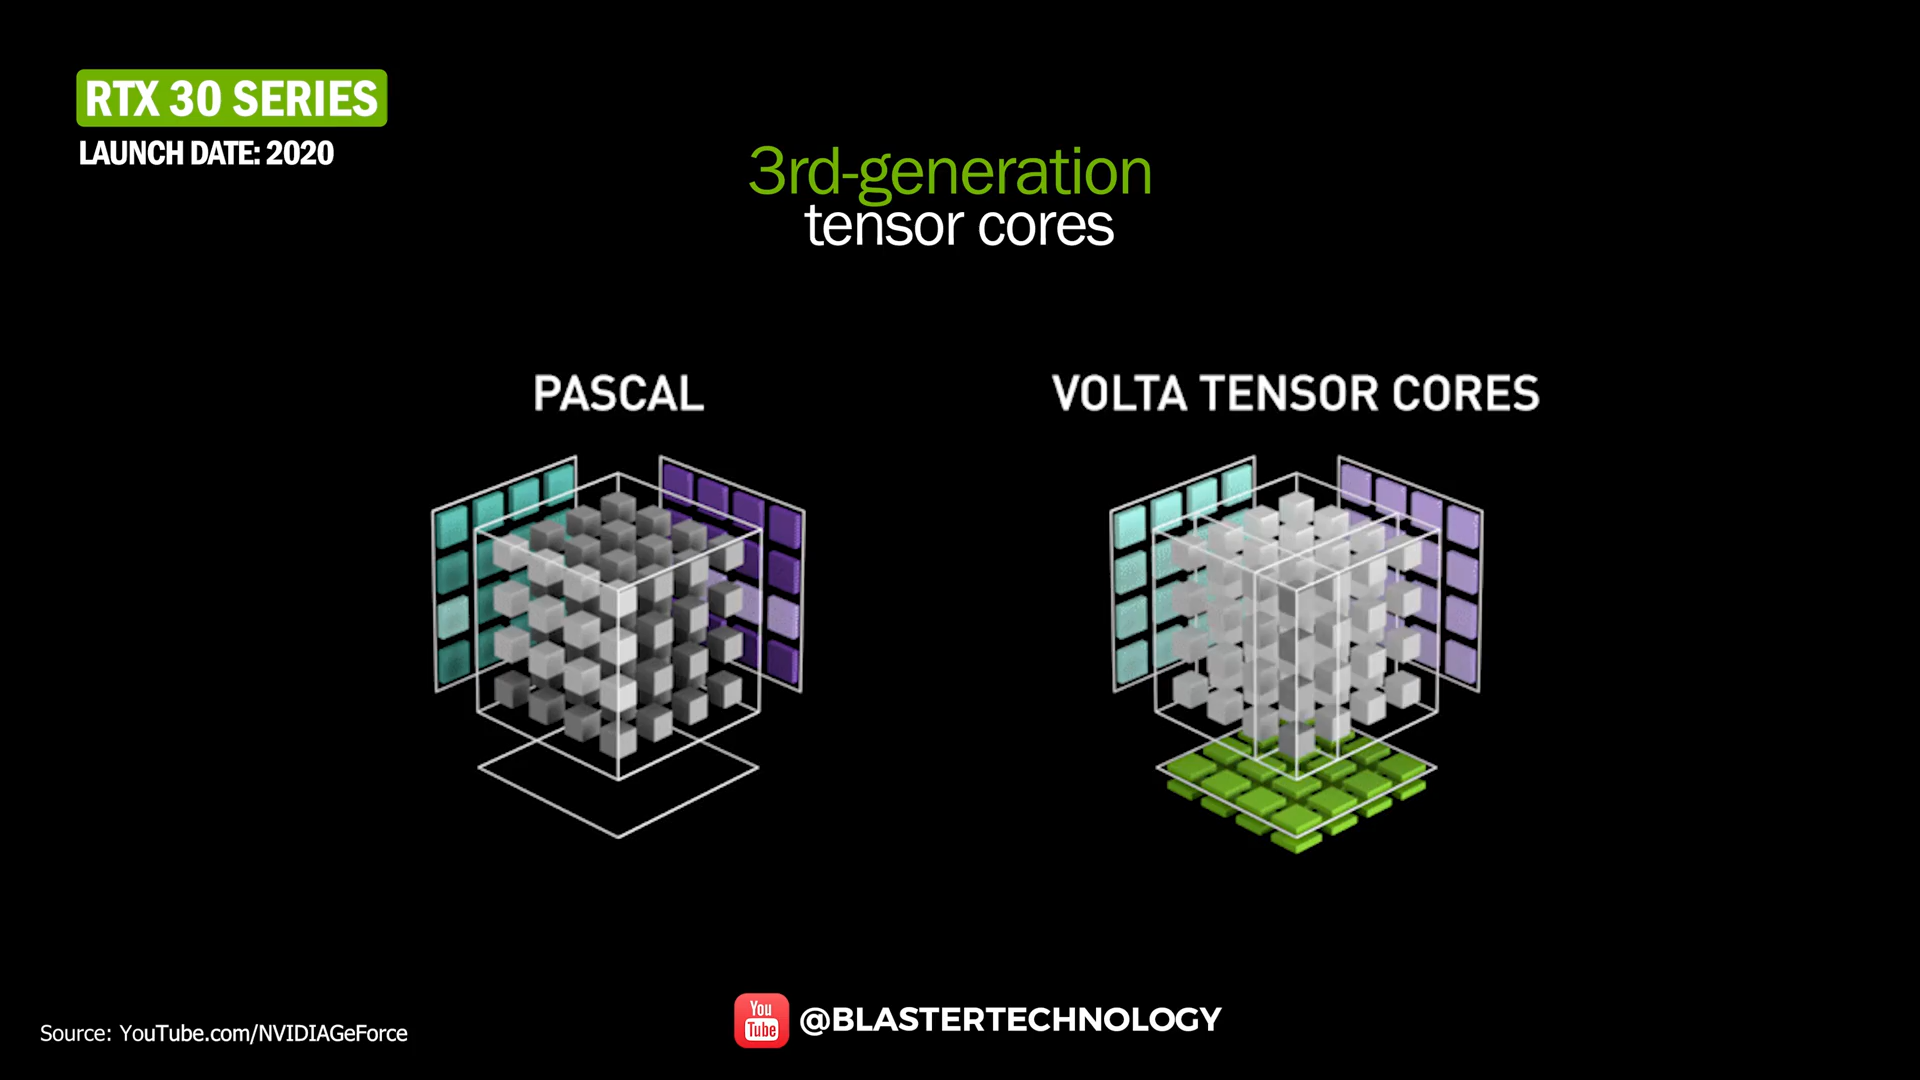 RTX 30 SERIES
LAUNCH DATE: 2020
3rd-generation
tensor cores
PASCAL
VOLTA TENSOR CORES
You
Tube
@BLASTERTECHNOLOGY
Source: YouTube.com/NVIDIAGeForce